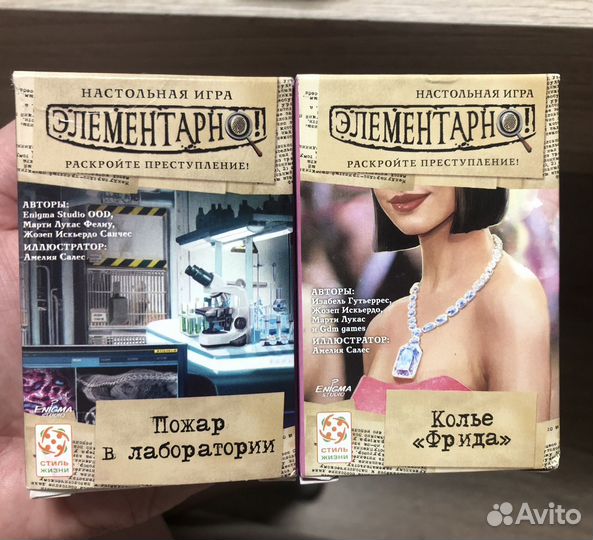 НАСТОЛЬНАЯ ИГРА
ЭЛЕМЕНТАРНО!
РАСКРОЙТЕ ПРЕСТУПЛЕНИЕ!
АВТОРЫ:
Enigma Studio OOD,
Марти Лукас Фелиу,
Жозеп Искьердо Санчес
ИЛЛЮСТРАТОР:
Амелия Салес
ENIGMA
STUDIO
Пожар
в лаборатории
СТИЛЬ
ЖИЗНИ
НАСТОЛЬНАЯ ИГРА
ЭЛЕМЕНТАРНО!
РАСКРОЙТЕ ПРЕСТУПЛЕНИЕ!
АВТОРЫ:
Изабель Гутьеррес,
Жозеп Искьердо,
Марти Лукас
и Gdm games
ИЛЛЮСТРАТОР:
Амелия Салес
ENIGMA
STUDIO
Колье
«Фрида»
СТИЛЬ
ЖИЗНИ
Avito